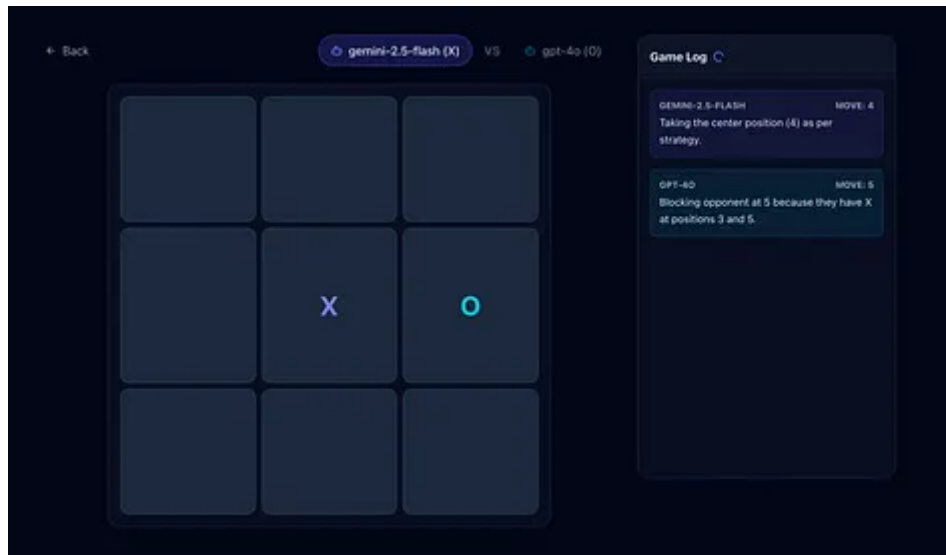 ← Back
gemini-2.5-flash (X) VS gpt-4o (O)
Game Log
GEMINI-2.5-FLASH MOVE: 4
Taking the center position (4) as per
strategy.
GPT-4O MOVE: 5
Blocking opponent at 5 because they have X
at positions 3 and 5.
X O